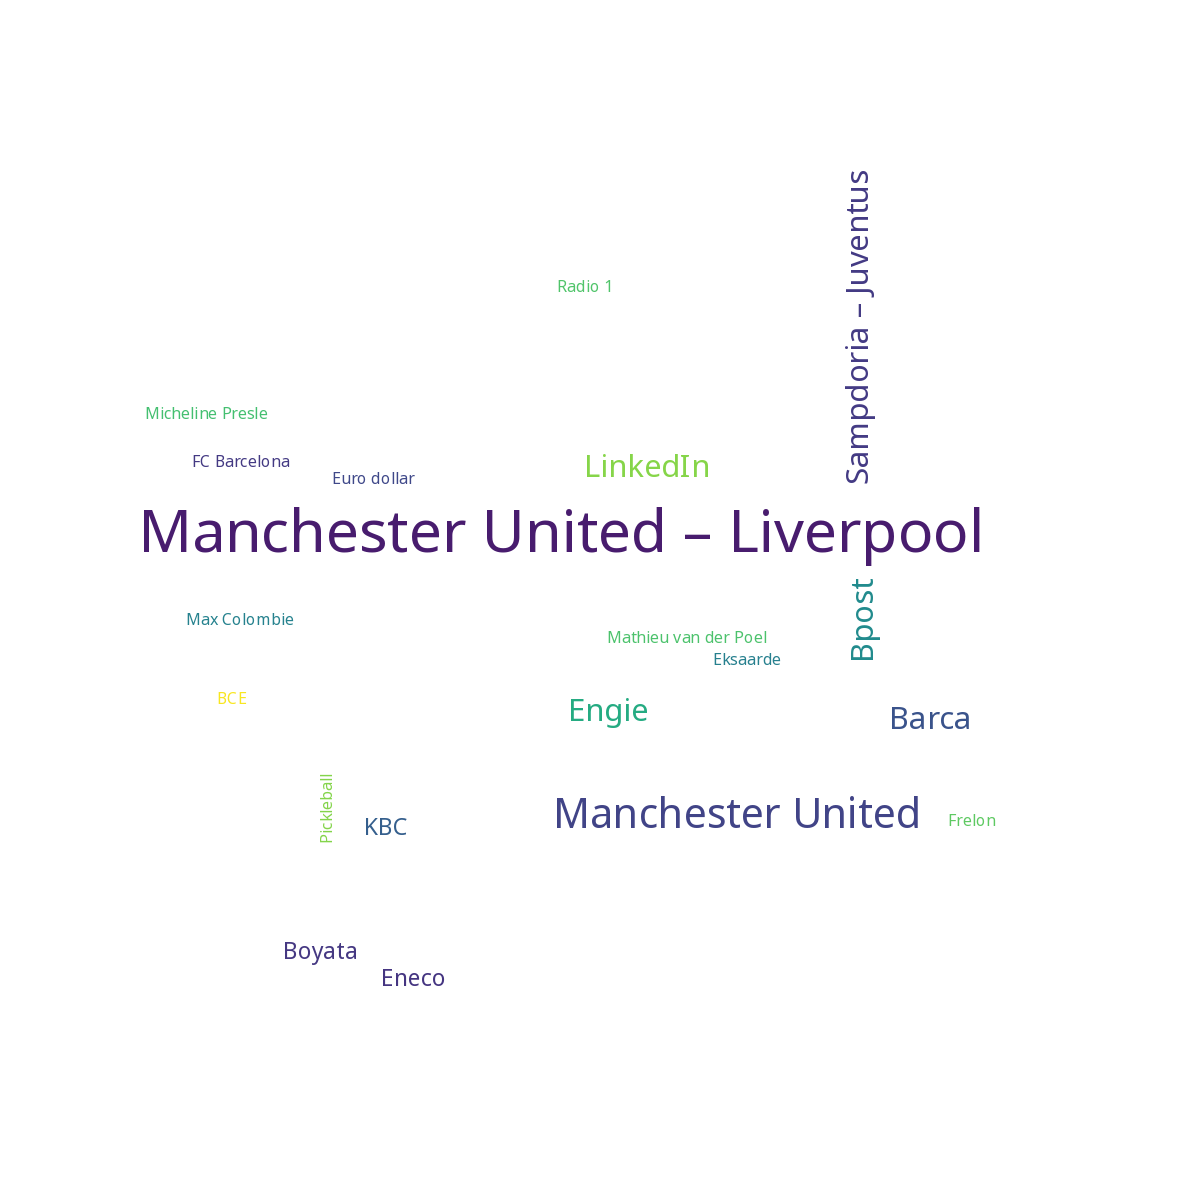 Sampdoria – Juventus
Radio 1
Micheline Presle
FC Barcelona
LinkedIn
Euro dollar
Manchester United – Liverpool
Bpost
Max Colombie
Mathieu van der Poel
Eksaarde
BCE
Engie
Barca
Pickleball
KBC
Manchester United
Frelon
Boyata
Eneco